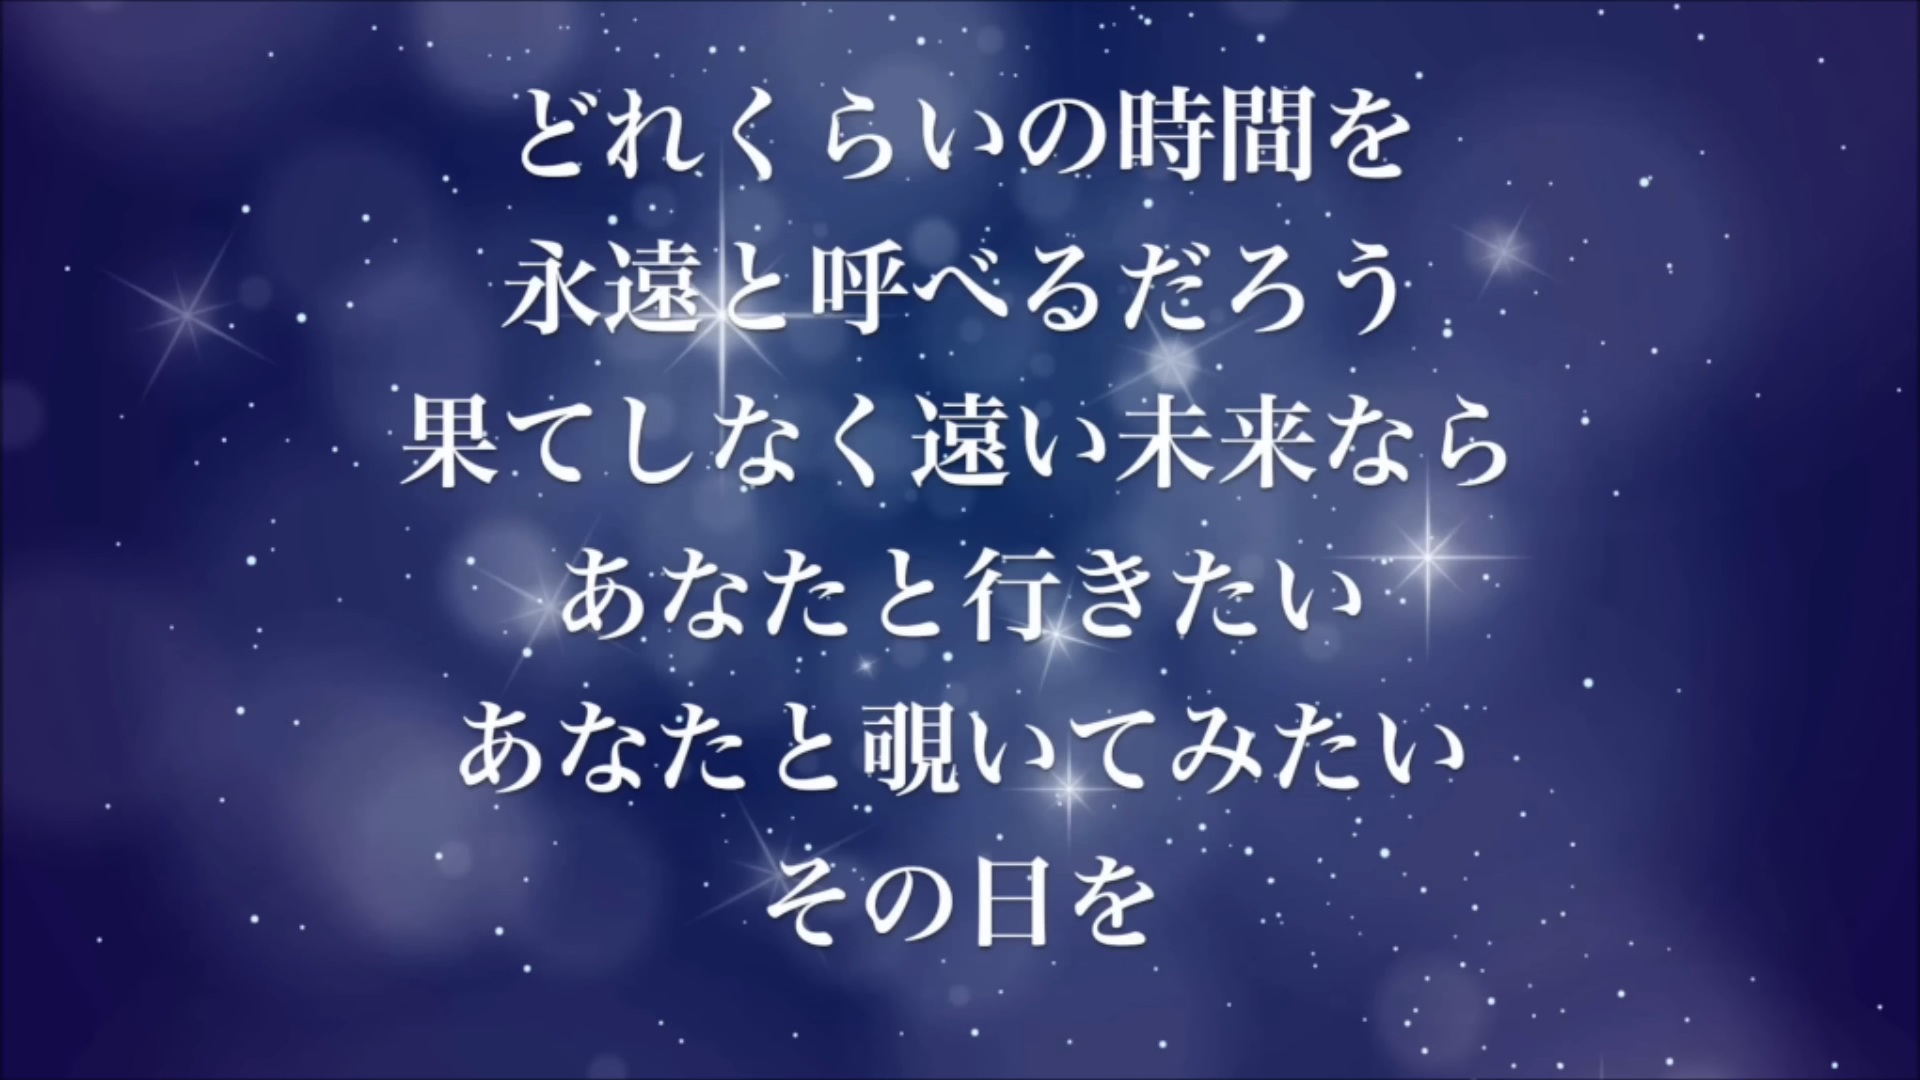 どれくらいの時間を
永遠と呼べるだろう
果てしなく遠い未来なら
あなたと行きたい
あなたと覗いてみたい
その日を